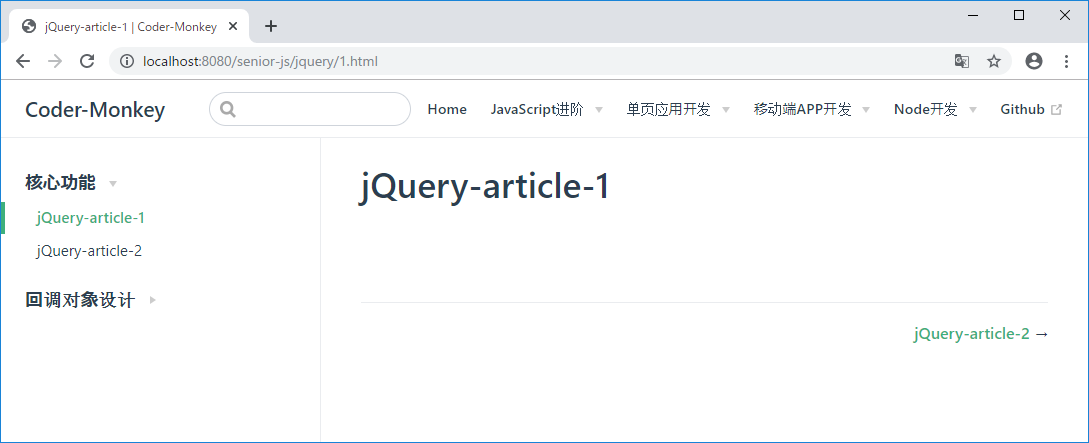 jQuery-article-1 | Coder-Monkey
localhost:8080/senior-js/jquery/1.html
Coder-Monkey Home JavaScript进阶 单页应用开发 移动端APP开发 Node开发 Github
核心功能
jQuery-article-1
jQuery-article-2
回调对象设计
jQuery-article-1
jQuery-article-2 →